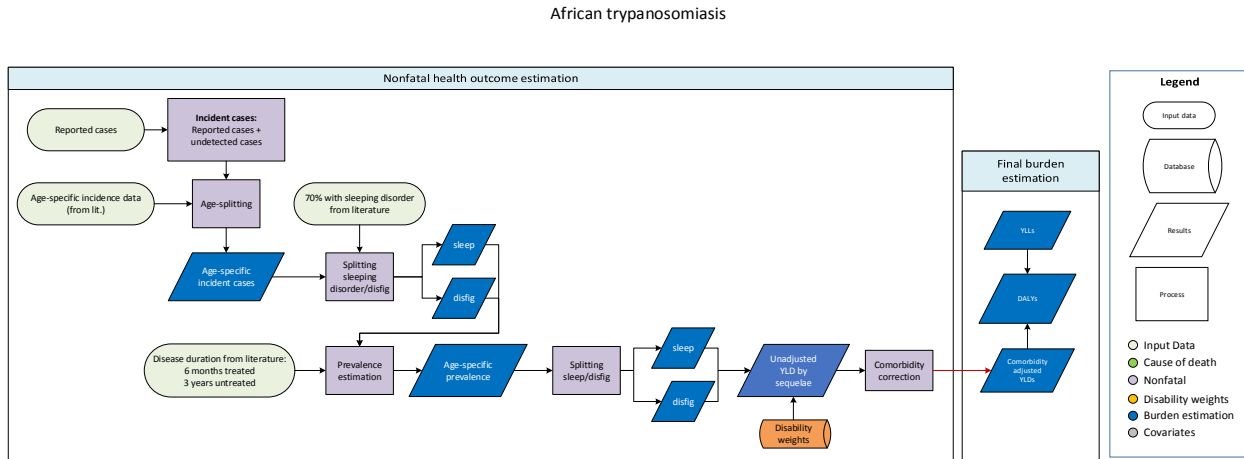 African trypanosomiasis
Nonfatal health outcome estimation
Reported cases
Incident cases:
Reported cases +
undetected cases
Age-specific incidence data
(from lit.)
Age-splitting
70% with sleeping disorder
from literature
Age-specific
incident cases
Splitting
sleeping
disorder/disfig
sleep
disfig
Disease duration from literature:
6 months treated
3 years untreated
Prevalence
estimation
Age-specific
prevalence
Splitting
sleep/disfig
sleep
disfig
Unadjusted
YLD by
sequelae
Disability
weights
Comorbidity
correction
Final burden
estimation
YLLs
DALYs
Comorbidity
adjusted
YLDs
Legend
Input data
Database
Results
Process
Input Data
Cause of death
Nonfatal
Disability weights
Burden estimation
Covariates